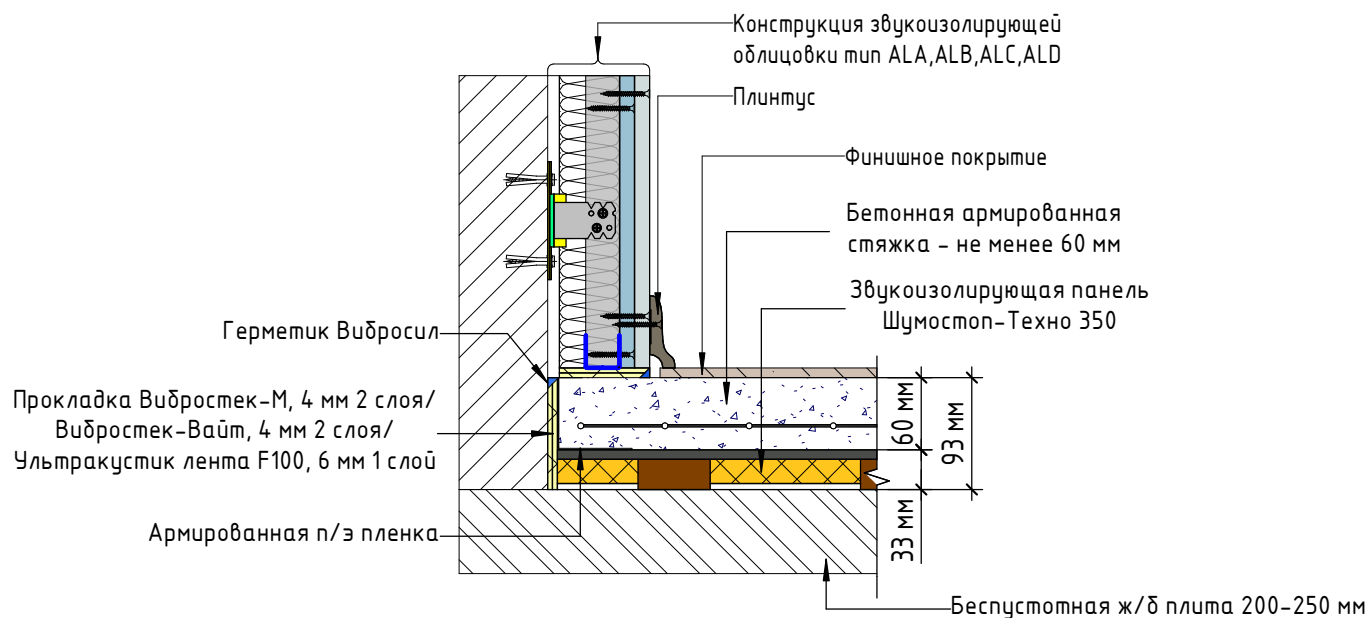 Конструкция звукоизолирующей
облицовки тип ALA,ALB,ALC,ALD
Плинтус
Финишное покрытие
Бетонная армированная
стяжка - не менее 60 мм
Звукоизолирующая панель
Шумостоп-Техно 350
Герметик Вибросил
Прокладка Вибростек-М, 4 мм 2 слоя/
Вибростек-Вайт, 4 мм 2 слоя/
Ультракустик лента F100, 6 мм 1 слой
60 мм
93 мм
33 мм
Армированная п/э пленка
Беспустотная ж/б плита 200-250 мм